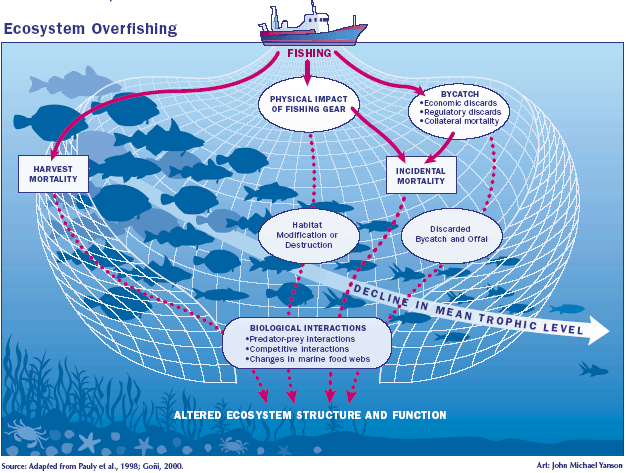 Ecosystem Overfishing
FISHING
PHYSICAL IMPACT
OF FISHING GEAR
BYCATCH
•Economic discards
•Regulatory discards
•Collateral mortality
HARVEST
MORTALITY
INCIDENTAL
MORTALITY
Habitat
Modification or
Destruction
Discarded
Bycatch and Offal
DECLINE IN MEAN TROPHIC LEVEL
BIOLOGICAL INTERACTIONS
•Predator-prey interactions
•Competitive interactions
•Changes in marine food webs
ALTERED ECOSYSTEM STRUCTURE AND FUNCTION
Source: Adapted from Pauly et al., 1998; Goñi, 2000.
Art: John Michael Yanson